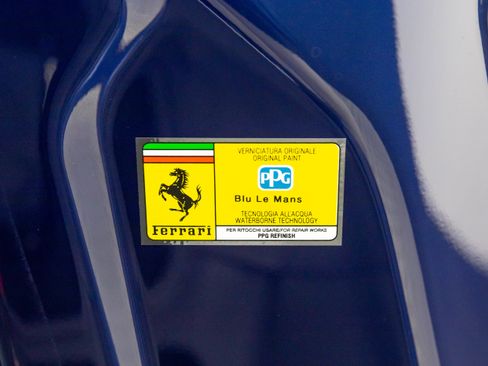 VERNICIATURA ORIGINALE
ORIGINAL PAINT
PPG
Blu Le Mans
TECNOLOGIA ALL'ACQUA
WATERBORNE TECHNOLOGY
Ferrari
PER RITOCCHI USARE/FOR REPAIR WORKS
PPG REFINISH